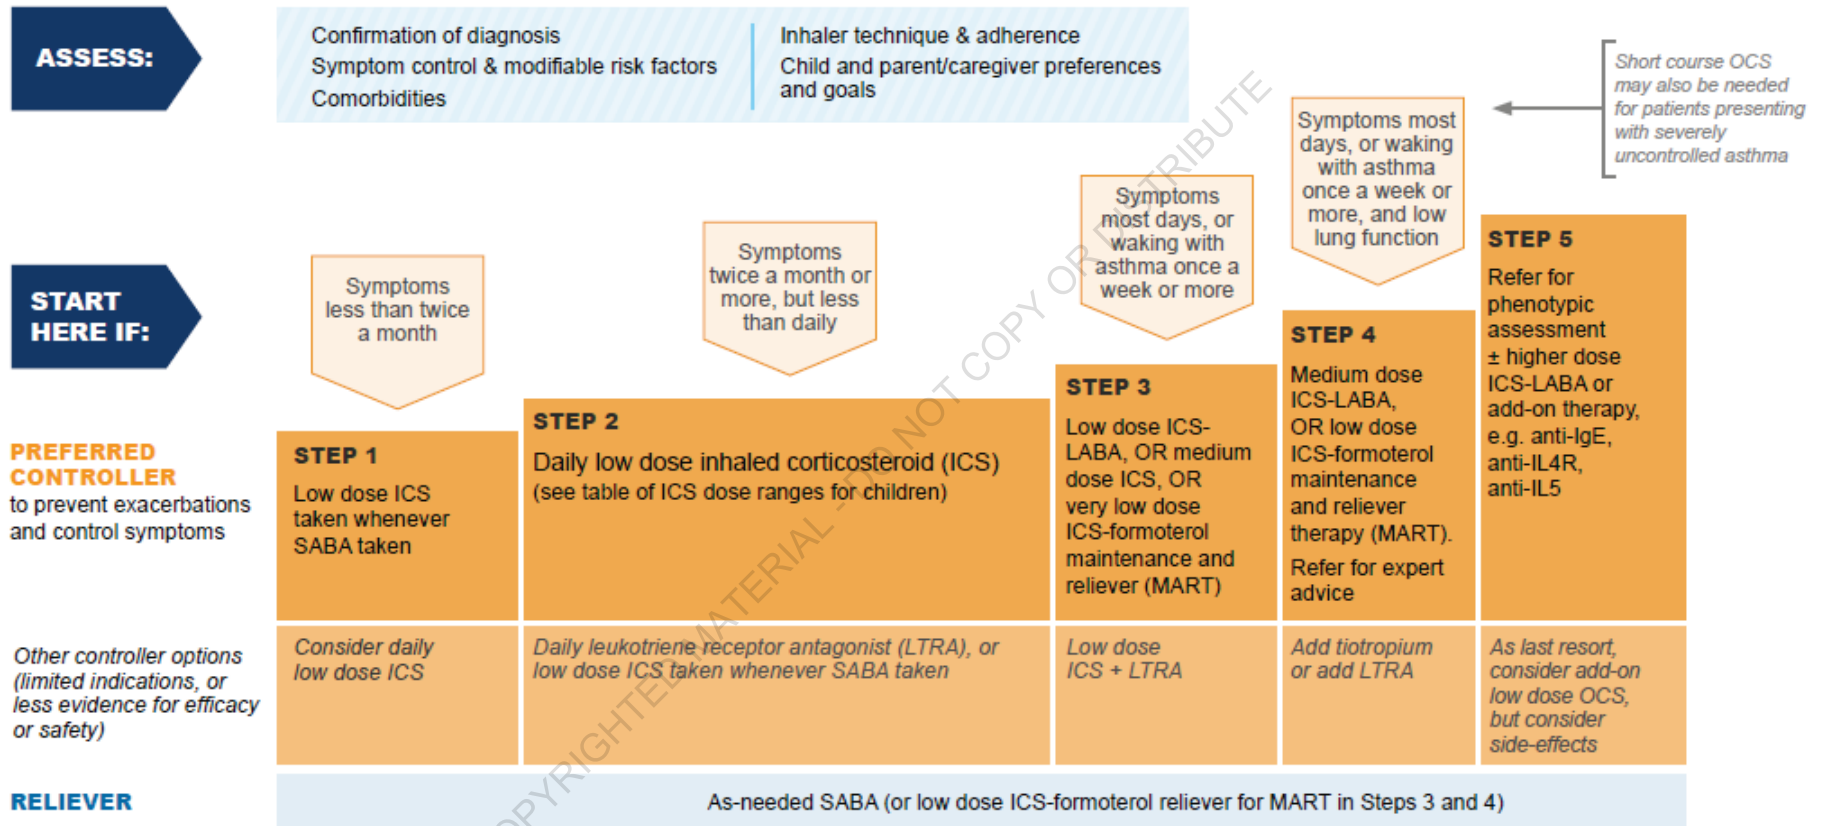 ASSESS:
Confirmation of diagnosis
Symptom control & modifiable risk factors
Comorbidities
Inhaler technique & adherence
Child and parent/caregiver preferences
and goals
Short course OCS
may also be needed
for patients presenting
with severely
uncontrolled asthma
START
HERE IF:
Symptoms
less than twice
a month
Symptoms
twice a month or
more, but less
than daily
Symptoms
most days, or
waking with
asthma once a
week or more
Symptoms most
days, or waking
with asthma
once a week or
more, and low
lung function
PREFERRED
CONTROLLER
to prevent exacerbations
and control symptoms
STEP 1
Low dose ICS
taken whenever
SABA taken
STEP 2
Daily low dose inhaled corticosteroid (ICS)
(see table of ICS dose ranges for children)
STEP 3
Low dose ICS-
LABA, OR medium
dose ICS, OR
very low dose
ICS-formoterol
maintenance and
reliever (MART)
STEP 4
Medium dose
ICS-LABA,
OR low dose
ICS-formoterol
maintenance
and reliever
therapy (MART).
Refer for expert
advice
STEP 5
Refer for
phenotypic
assessment
± higher dose
ICS-LABA or
add-on therapy,
e.g. anti-IgE,
anti-IL4R,
anti-IL5
Other controller options
(limited indications, or
less evidence for efficacy
or safety)
Consider daily
low dose ICS
Daily leukotriene receptor antagonist (LTRA), or
low dose ICS taken whenever SABA taken
Low dose
ICS + LTRA
Add tiotropium
or add LTRA
As last resort,
consider add-on
low dose OCS,
but consider
side-effects
RELIEVER
As-needed SABA (or low dose ICS-formoterol reliever for MART in Steps 3 and 4)
OPYRIGHTED MATERIAL - DO NOT COPY OR DISTRIBUTE